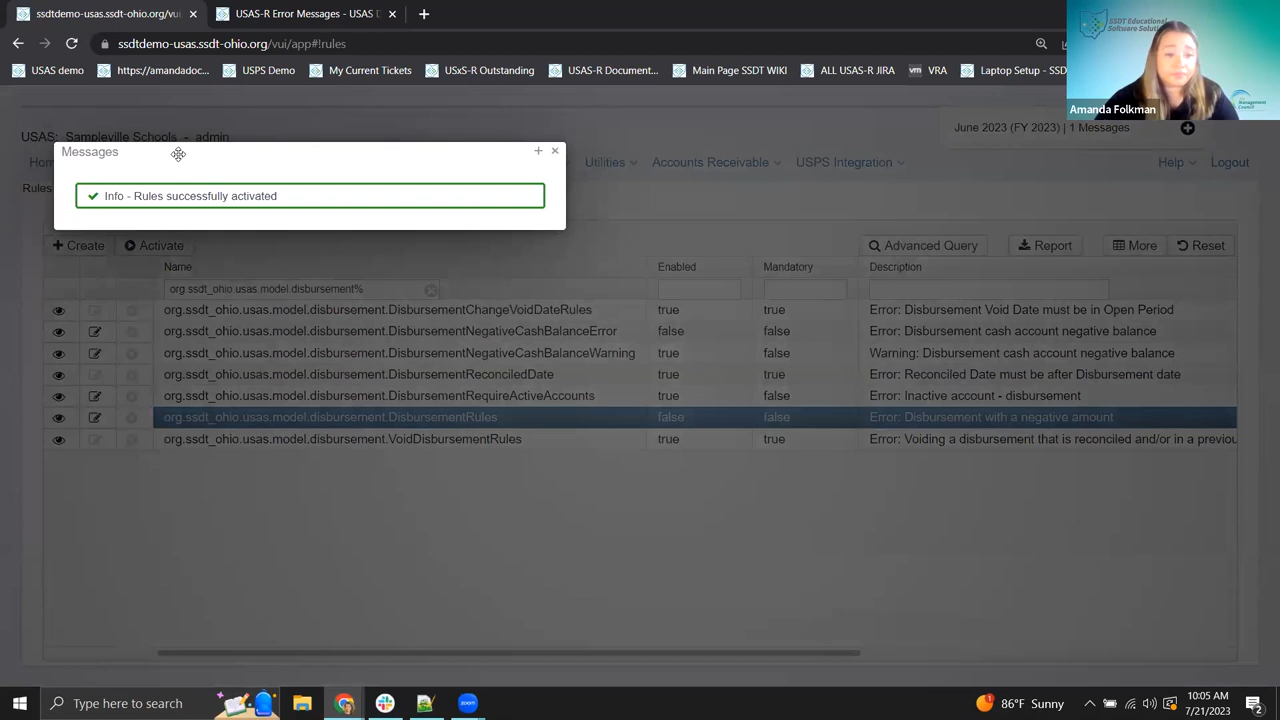 ssdtdemo-usas.ssdt-ohio.org/vui
USAS-R Error Messages - USAS D
ssdtdemo-usas.ssdt-ohio.org/vui/app#!rules
USAS demo
https://amandadoc...
USPS Demo
My Current Tickets
USxS-R Outstanding
USAS-R Document...
Main Page SSDT WIKI
ALL USAS-R JIRA
vm VRA
Laptop Setup - SSD
SSDT Educational
Software Solutions
Management
Council
Amanda Folkman
USAS: Sampleville Schools - admin
June 2023 (FY 2023) | 1 Messages
Utilities
Accounts Receivable
USPS Integration
Help
Logout
Rules
Messages
Info - Rules successfully activated
Create
Activate
Advanced Query
Report
More
Reset
Name Enabled Mandatory Description
org.ssdt_ohio.usas.model.disbursement%
org.ssdt_ohio.usas.model.disbursement.DisbursementChangeVoidDateRules true true Error: Disbursement Void Date must be in Open Period
org.ssdt_ohio.usas.model.disbursement.DisbursementNegativeCashBalanceError false false Error: Disbursement cash account negative balance
org.ssdt_ohio.usas.model.disbursement.DisbursementNegativeCashBalanceWarning true false Warning: Disbursement cash account negative balance
org.ssdt_ohio.usas.model.disbursement.DisbursementReconciledDate true true Error: Reconciled Date must be after Disbursement date
org.ssdt_ohio.usas.model.disbursement.DisbursementRequireActiveAccounts true false Error: Inactive account - disbursement
org.ssdt_ohio.usas.model.disbursement.DisbursementRules false false Error: Disbursement with a negative amount
org.ssdt_ohio.usas.model.disbursement.VoidDisbursementRules true true Error: Voiding a disbursement that is reconciled and/or in a previou
Type here to search
86°F Sunny
10:05 AM
7/21/2023
2